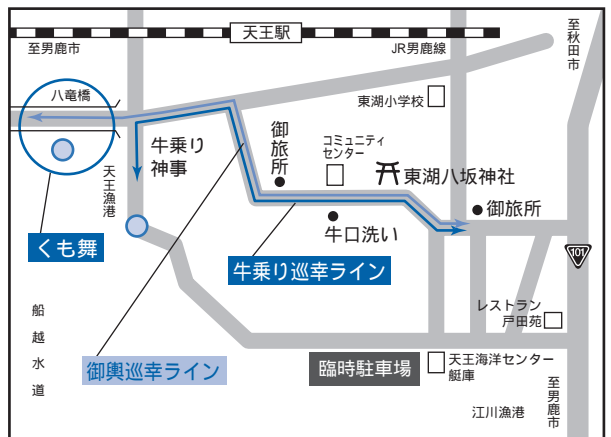 天王駅
至男鹿市
JR男鹿線
至秋田市
八竜橋
東湖小学校
牛乗り
神事
御旅所
コミュニティ
センター
東湖八坂神社
天王漁港
御旅所
牛口洗い
くも舞
牛乗り巡幸ライン
101
船越水道
レストラン
戸田苑
御輿巡幸ライン
臨時駐車場
天王海洋センター
艇庫
至男鹿市
江川漁港